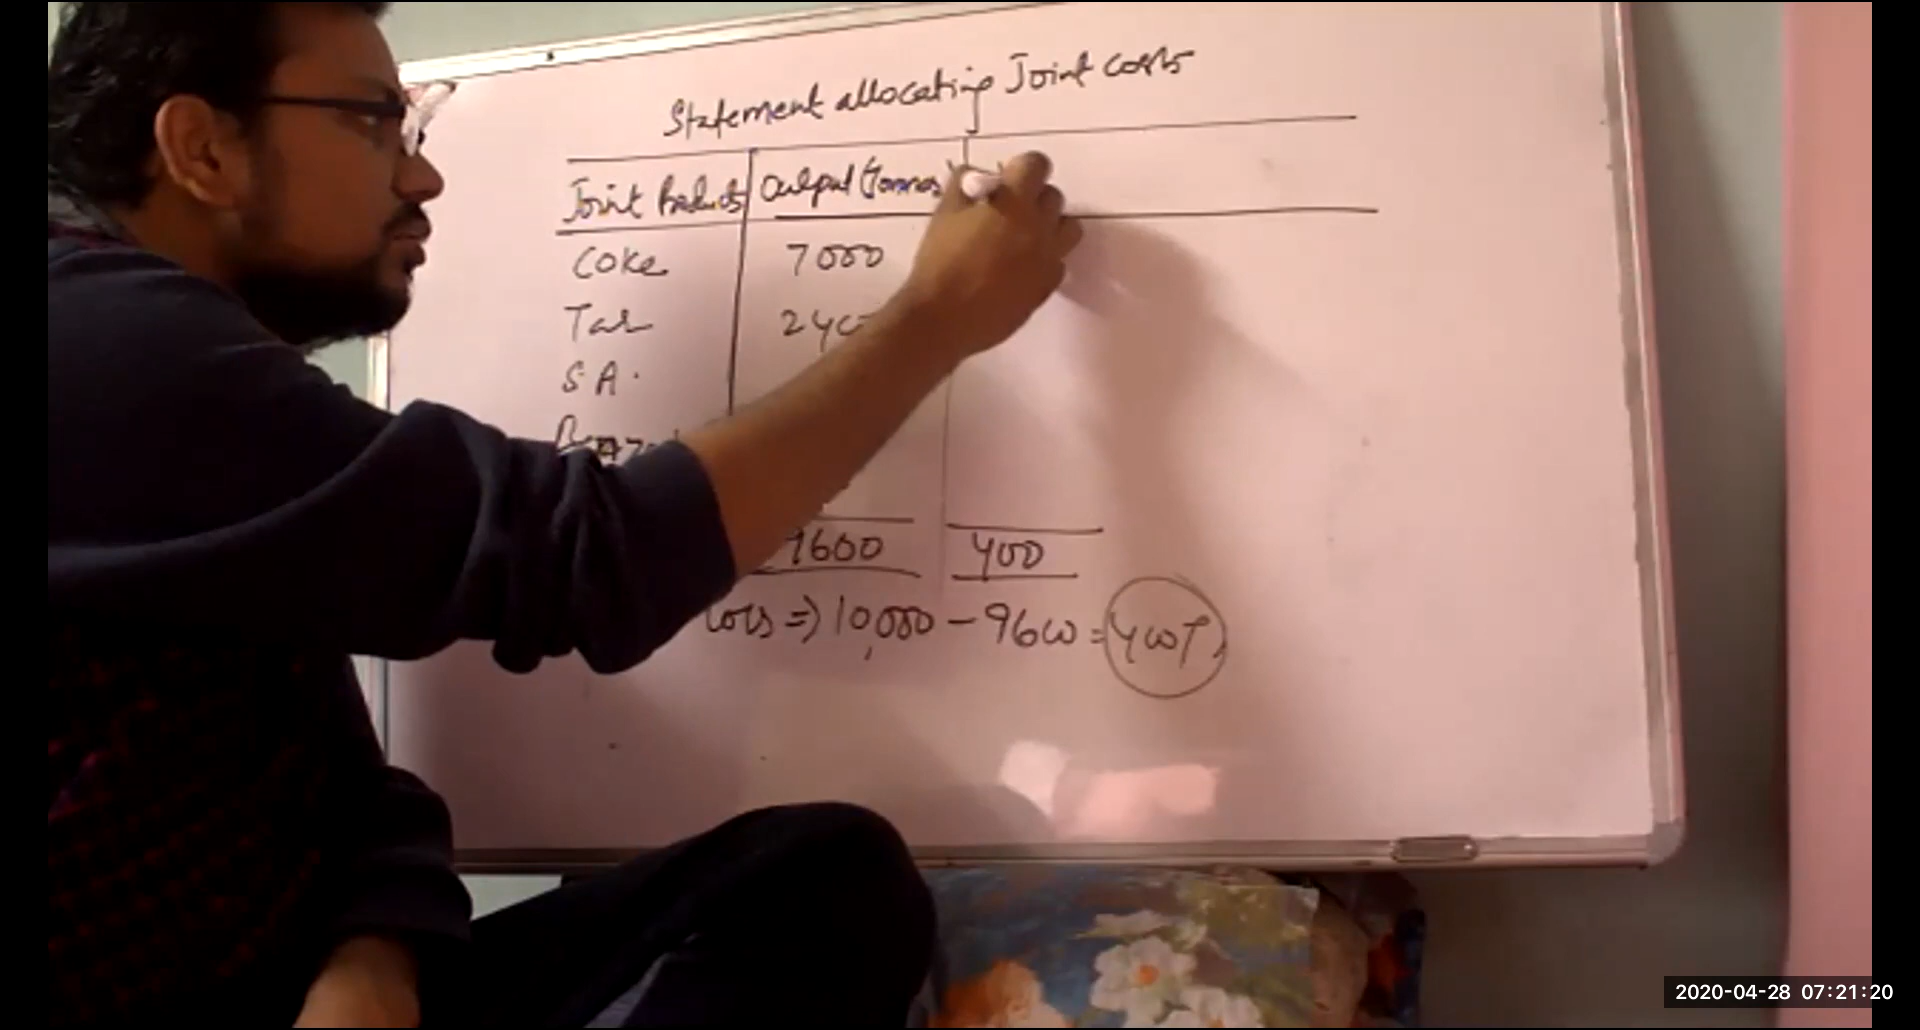 Statement allocating Joint costs
Joint Products Output (Tonnes)
Coke 7000
Tar
S.A.
9600 400
Loss => 10,000 - 9600 = 400T
2020-04-28 07:21:20